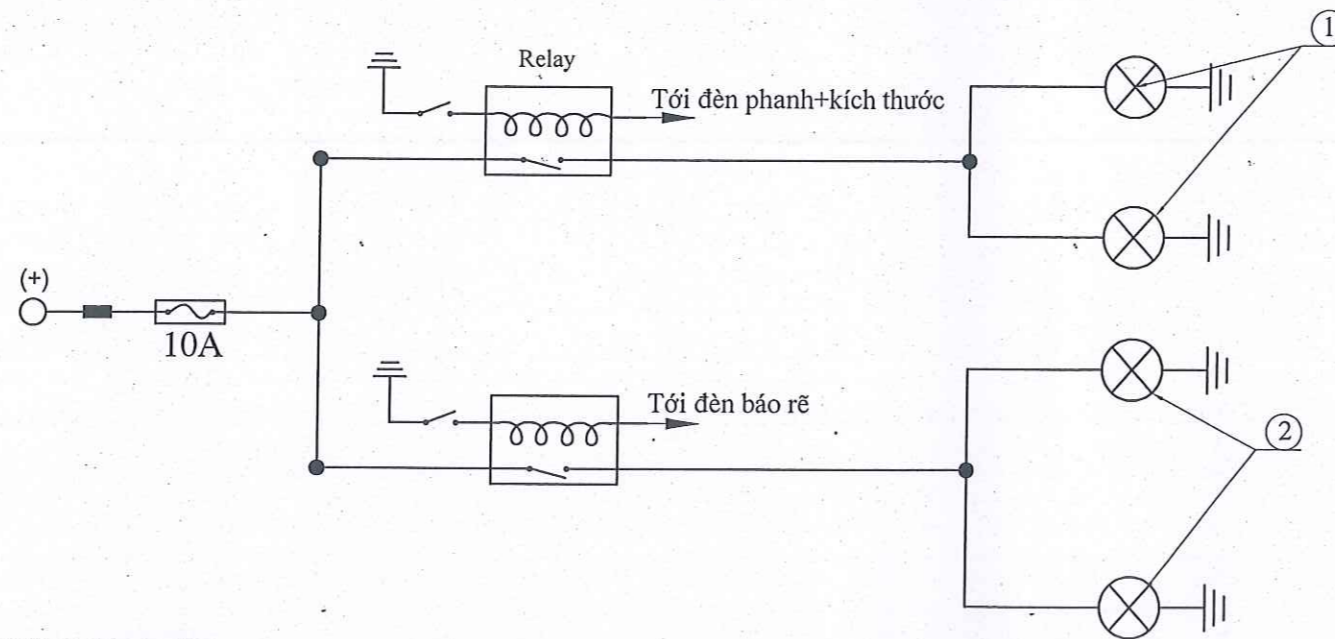 1
Relay
Tới đèn phanh+kích thước
(+)
10A
Tới đèn báo rẽ
2